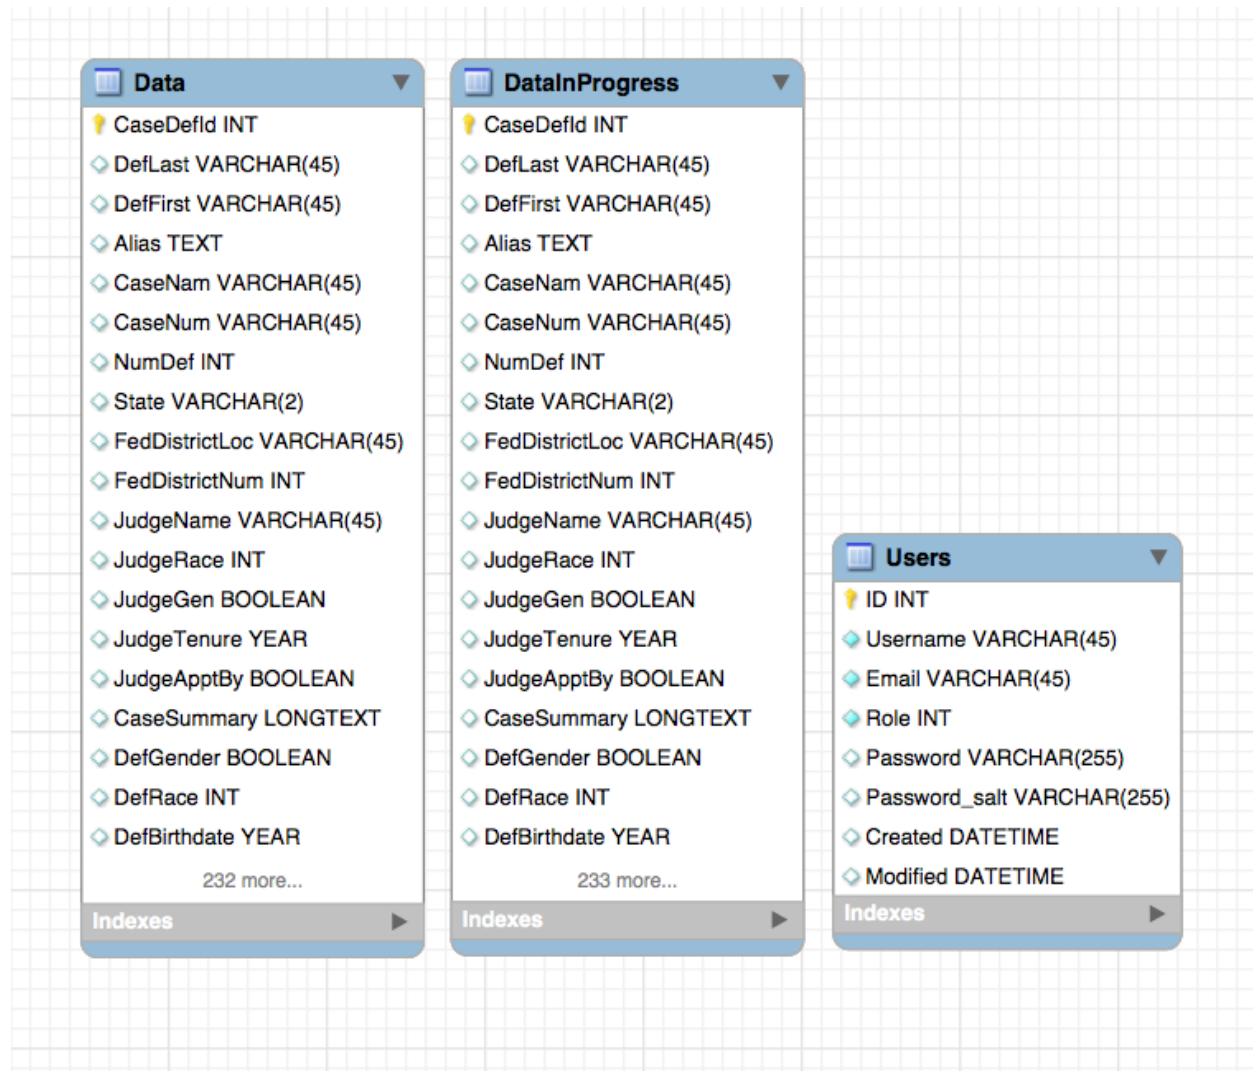 Data
CaseDefId INT
DefLast VARCHAR(45)
DefFirst VARCHAR(45)
Alias TEXT
CaseNam VARCHAR(45)
CaseNum VARCHAR(45)
NumDef INT
State VARCHAR(2)
FedDistrictLoc VARCHAR(45)
FedDistrictNum INT
JudgeName VARCHAR(45)
JudgeRace INT
JudgeGen BOOLEAN
JudgeTenure YEAR
JudgeApptBy BOOLEAN
CaseSummary LONGTEXT
DefGender BOOLEAN
DefRace INT
DefBirthdate YEAR
232 more...
Indexes
DataInProgress
CaseDefId INT
DefLast VARCHAR(45)
DefFirst VARCHAR(45)
Alias TEXT
CaseNam VARCHAR(45)
CaseNum VARCHAR(45)
NumDef INT
State VARCHAR(2)
FedDistrictLoc VARCHAR(45)
FedDistrictNum INT
JudgeName VARCHAR(45)
JudgeRace INT
JudgeGen BOOLEAN
JudgeTenure YEAR
JudgeApptBy BOOLEAN
CaseSummary LONGTEXT
DefGender BOOLEAN
DefRace INT
DefBirthdate YEAR
233 more...
Indexes
Users
ID INT
Username VARCHAR(45)
Email VARCHAR(45)
Role INT
Password VARCHAR(255)
Password_salt VARCHAR(255)
Created DATETIME
Modified DATETIME
Indexes